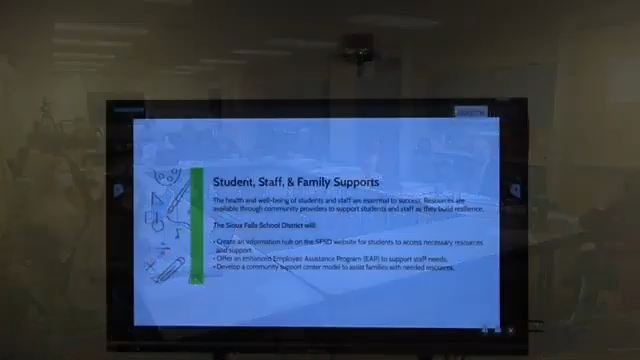 Student, Staff, & Family Supports
The health and well-being of students and staff are essential to success. Resources are
available through community providers to support students and staff as they build resilience.
The Sioux Falls School District will:
• Create an information hub on the SFSD website for students to access necessary resources
and support.
• Offer an enhanced Employee Assistance Program (EAP) to support staff needs.
• Develop a community support center model to assist families with needed resources.